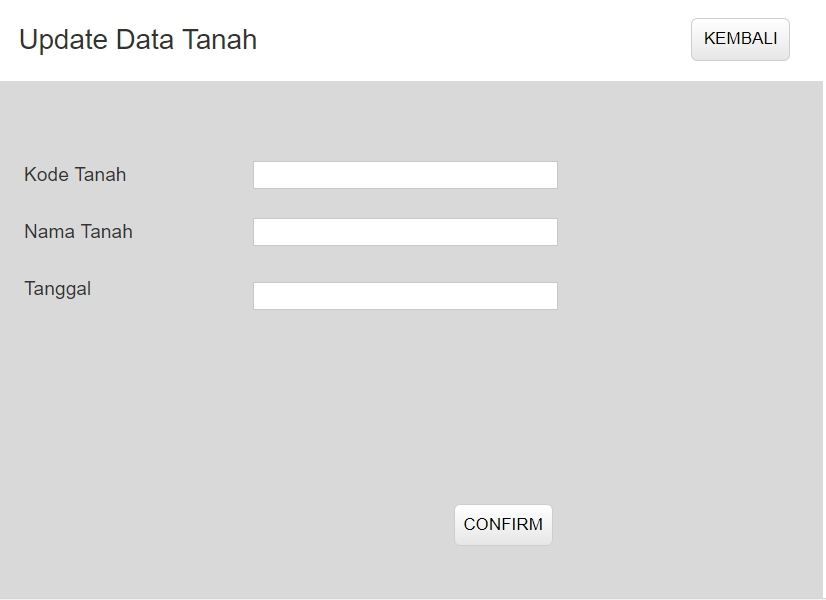 Update Data Tanah
KEMBALI
Kode Tanah
Nama Tanah
Tanggal
CONFIRM